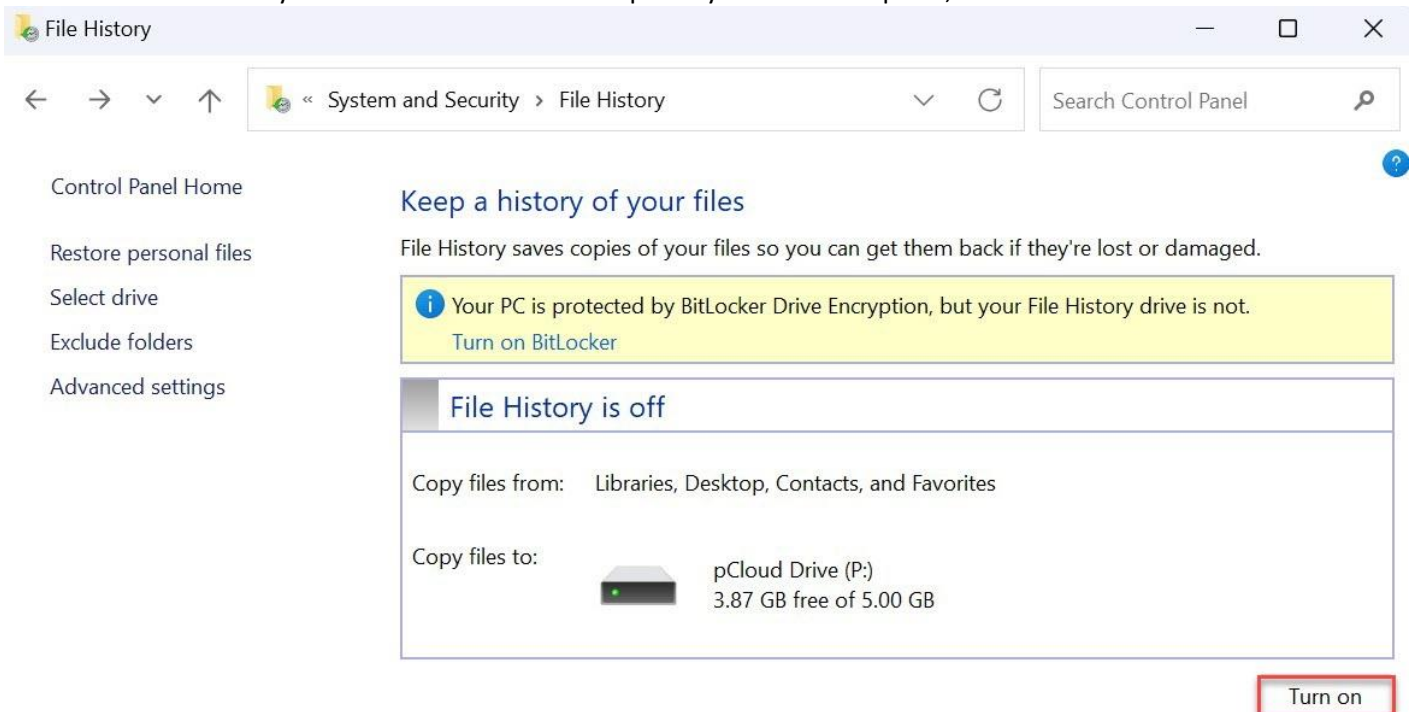 File History
« System and Security › File History
Search Control Panel
Control Panel Home
Restore personal files
Select drive
Exclude folders
Advanced settings
Keep a history of your files
File History saves copies of your files so you can get them back if they're lost or damaged.
Your PC is protected by BitLocker Drive Encryption, but your File History drive is not.
Turn on BitLocker
File History is off
Copy files from: Libraries, Desktop, Contacts, and Favorites
Copy files to:
pCloud Drive (P:)
3.87 GB free of 5.00 GB
Turn on